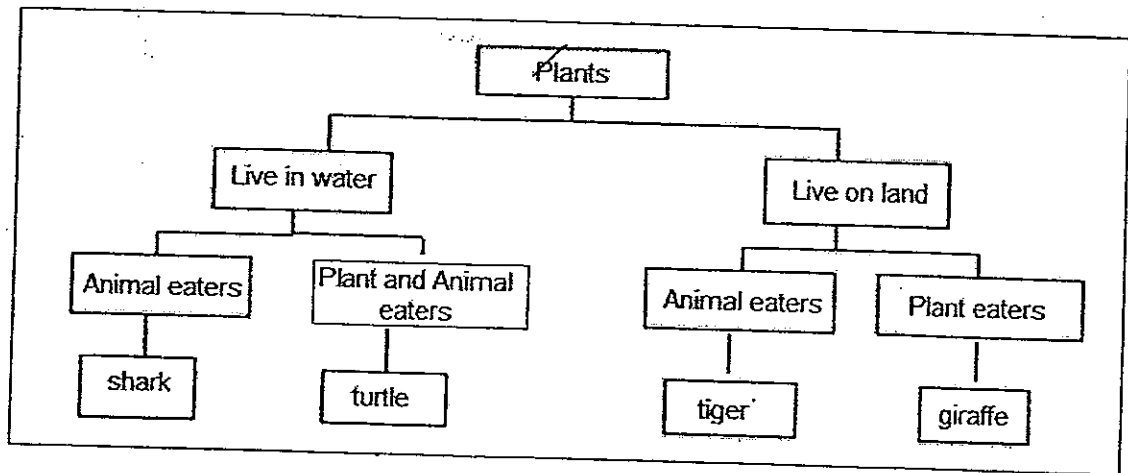 Plants
Live in water
Live on land
Animal eaters
Plant and Animal
eaters
Animal eaters
Plant eaters
shark
turtle
tiger
giraffe